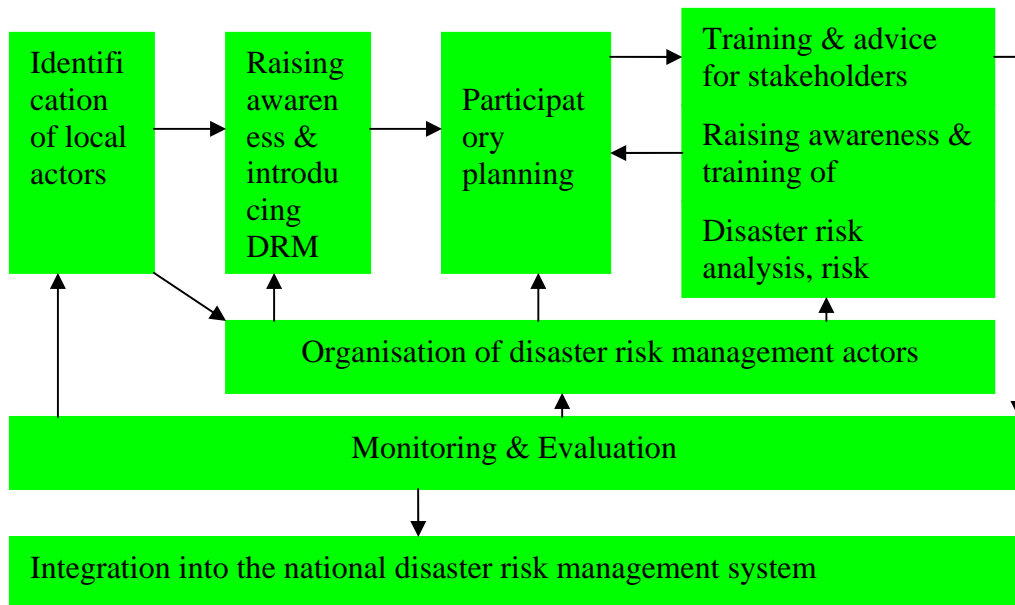 Identifi
cation
of local
actors
Raising
awaren
ess &
introdu
cing
DRM
Participat
ory
planning
Training & advice
for stakeholders
Raising awareness &
training of
Disaster risk
analysis, risk
Organisation of disaster risk management actors
Monitoring & Evaluation
Integration into the national disaster risk management system